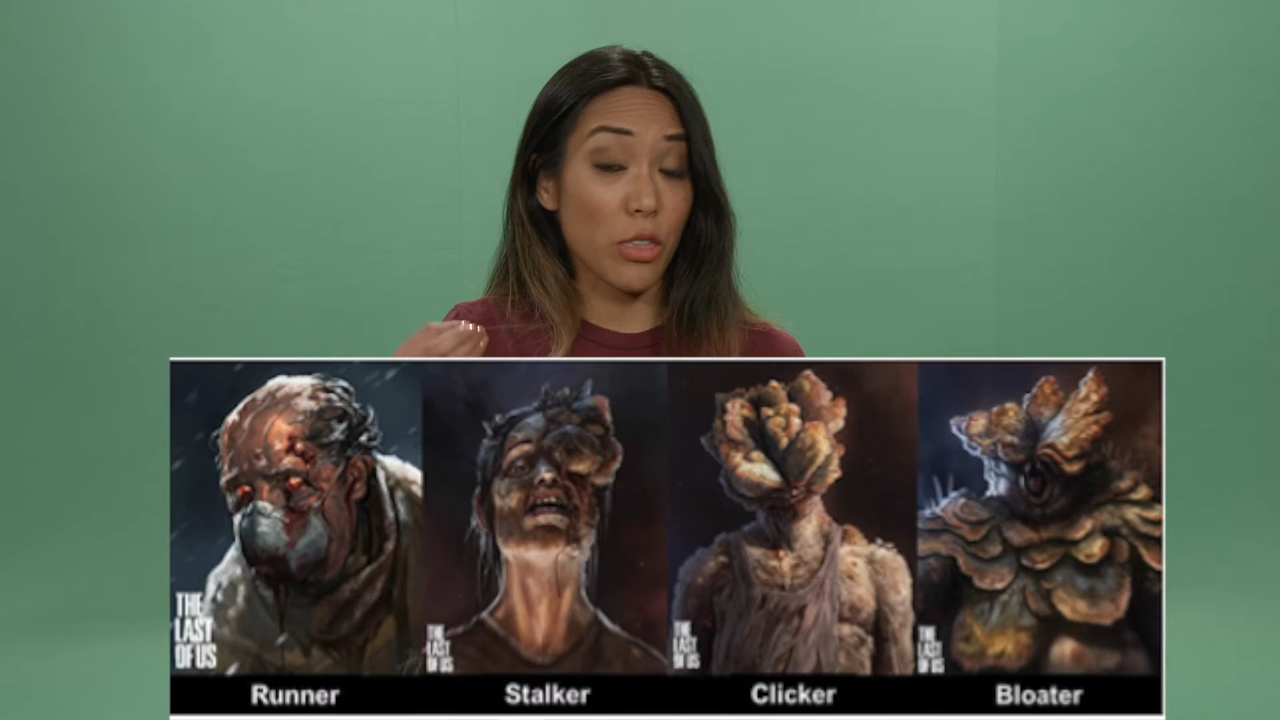 THE
LAST
OF US
THE
LAST
OF US
THE
LAST
OF US
THE
LAST
OF US
Runner Stalker Clicker Bloater